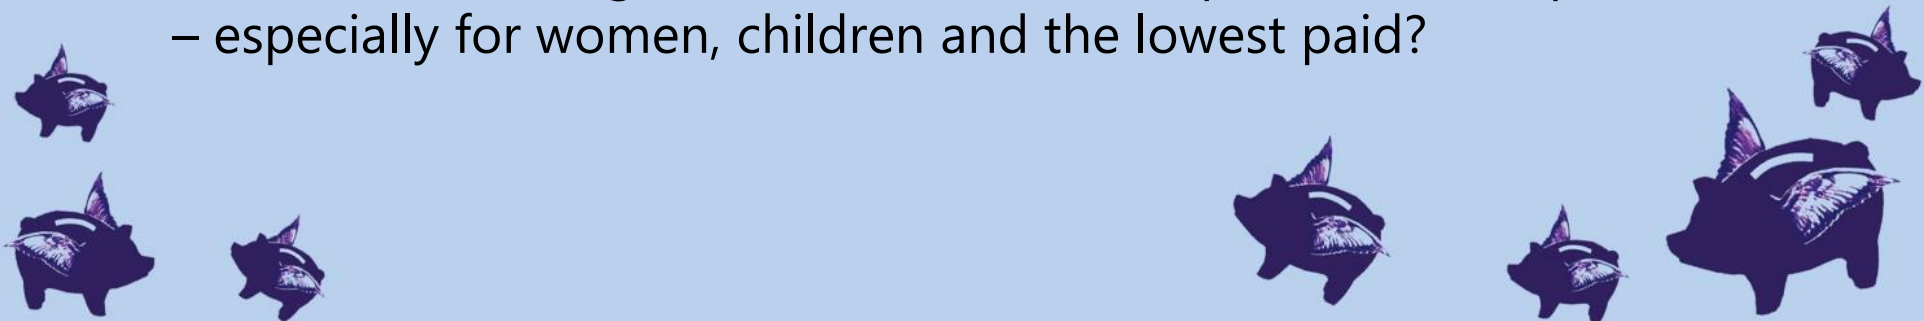 – especially for women, children and the lowest paid?